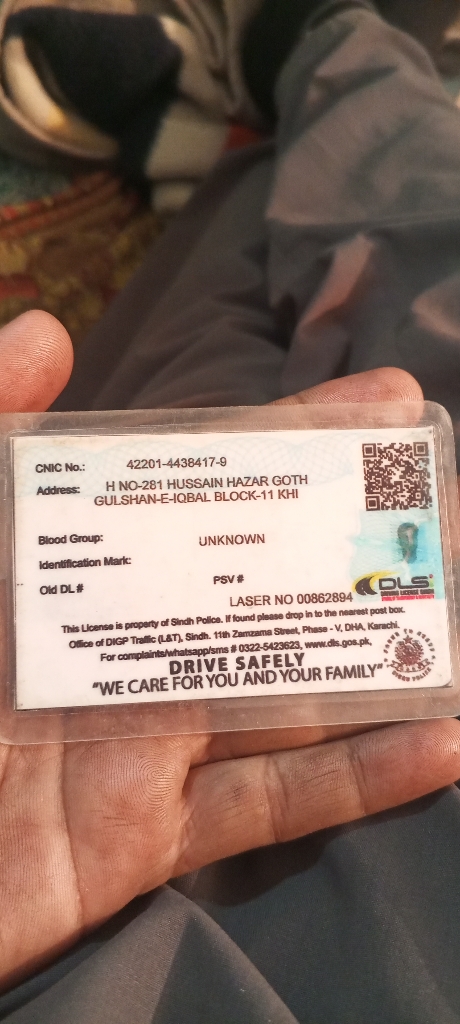 CNIC No.: 42201-4438417-9
Address: H NO-281 HUSSAIN HAZAR GOTH
GULSHAN-E-IQBAL BLOCK-11 KHI
Blood Group: UNKNOWN
Identification Mark:
Old DL # PSV #
DLS
LASER NO 00862894
This License is property of Sindh Police. If found please drop in to the nearest post box.
Office of DIGP Traffic (L&T), Sindh. 11th Zamzama Street, Phase - V, DHA, Karachi.
For complaints/whatsapp/sms # 0322-5423623, www.dls.gos.pk,
DRIVE SAFELY
"WE CARE FOR YOU AND YOUR FAMILY"